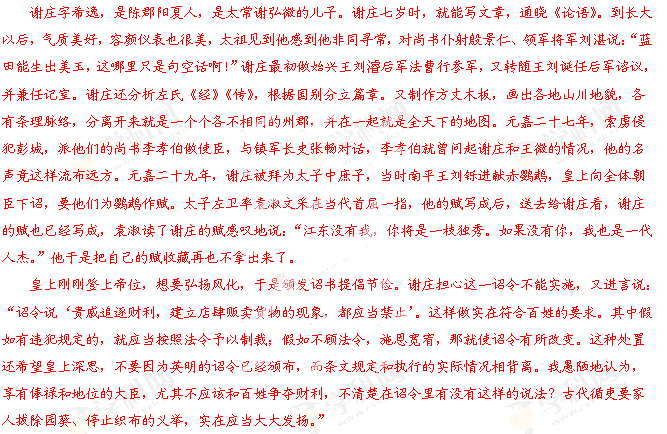 谢庄字希逸，是陈郡阳夏人，是太常谢弘微的儿子。谢庄七岁时，就能写文章，通晓《论语》。到长大
以后，气质美好，容颜仪表也很美，太祖见到他感到他非同寻常，对尚书仆射殷景仁、领军将军刘湛说：“蓝
田能生出美玉，这哪里只是句空话啊！”谢庄最初做始兴王刘濬后军法曹行参军，又转随王刘诞任后军谘议，
并兼任记室。谢庄还分析左氏《经》《传》，根据国别分立篇章。又制作方丈木板，画出各地山川地貌，各
有条理脉络，分离开来就是一个个各不相同的州郡，并在一起就是全天下的地图。元嘉二十七年，索虏侵
犯彭城，派他们的尚书李孝伯做使臣，与镇军长史张畅对话，李孝伯就曾问起谢庄和王微的情况，他的名
声竟这样流布远方。元嘉二十九年，谢庄被拜为太子中庶子，当时南平王刘铄进献赤鹦鹉，皇上向全体朝
臣下诏，要他们为鹦鹉作赋。太子左卫率袁淑文采在当代首屈一指，他的赋写成后，送去给谢庄看，谢庄
的赋也已经写成，袁淑读了谢庄的赋感叹地说：“江东没有我，你将是一枝独秀。如果没有你，我也是一代
人杰。”他于是把自己的赋收藏再也不拿出来了。
皇上刚刚登上帝位，想要弘扬风化，于是颁发诏书提倡节俭。谢庄担心这一诏令不能实施，又进言说：
“诏令说‘贵戚追逐财利，建立店肆贩卖货物的现象，都应当禁止’。这样做实在符合百姓的要求。其中假
如有违犯规定的，就应当按照法令予以制裁；假如不顾法令，施恩宽宥，那就使诏令有所改变。这种处置
还希望皇上深思，不要因为英明的诏令已经颁布，而条文规定和执行的实际情况相背离。我愚陋地认为，
享有俸禄和地位的大臣，尤其不应该和百姓争夺财利，不清楚在诏令里有没有这样的说法？古代循吏要家
人拔除园葵、停止织布的义举，实在应当大大发扬。”